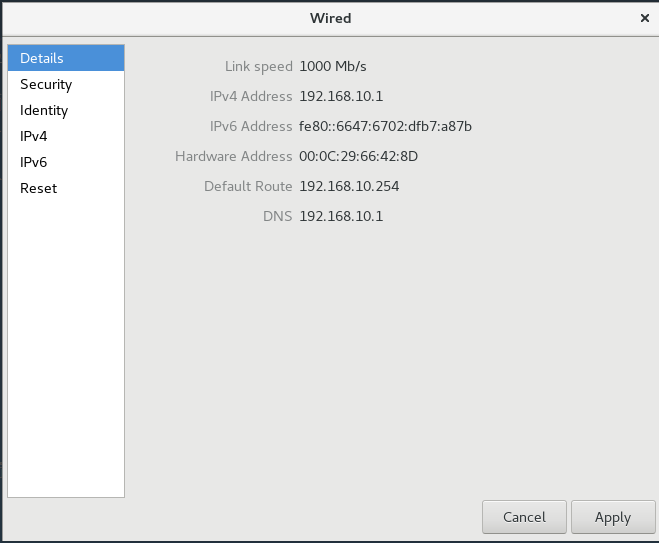 Wired
×
Details
Security
Identity
IPv4
IPv6
Reset
Link speed 1000 Mb/s
IPv4 Address 192.168.10.1
IPv6 Address fe80::6647:6702:dfb7:a87b
Hardware Address 00:0C:29:66:42:8D
Default Route 192.168.10.254
DNS 192.168.10.1
Cancel Apply